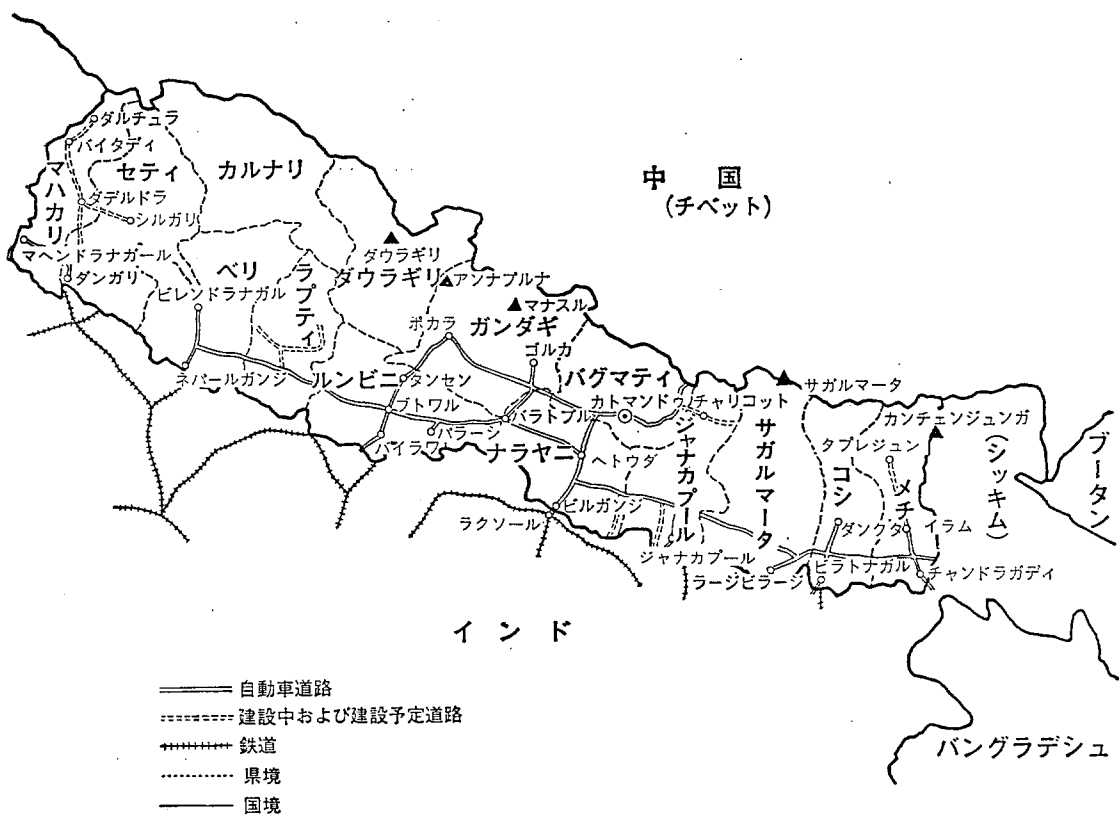 中国
(チベット)
ダルチュラ
バイタディ
マハカリ
セティ
カルナリ
ダデルドラ
シルガリ
マヘンドラナガール
ダンガリ
ベリ
ビレンドラナガル
ラプティ
ダウラギリ
ダウラギリ
アンナプルナ
マナスル
ポカラ
ガンダギ
ゴルカ
ネパールガンジ
ルンビニ
タンセン
バグマティ
カトマンドゥ
チャリコット
サガルマータ
ブトワル
バラトプル
パラーシ
バイラワ
ナラヤニ
ヘトウダ
ジャナカプール
サガルマータ
カンチェンジュンガ
タプレジュン
コシ
メチ
(シッキム)
ブータン
ラクソール
ビルガンジ
ジャナカプール
ラージビラージ
ダンクタ
イラム
ビラトナガル
チャンドラガディ
インド
バングラデシュ
自動車道路
建設中および建設予定道路
鉄道
県境
国境